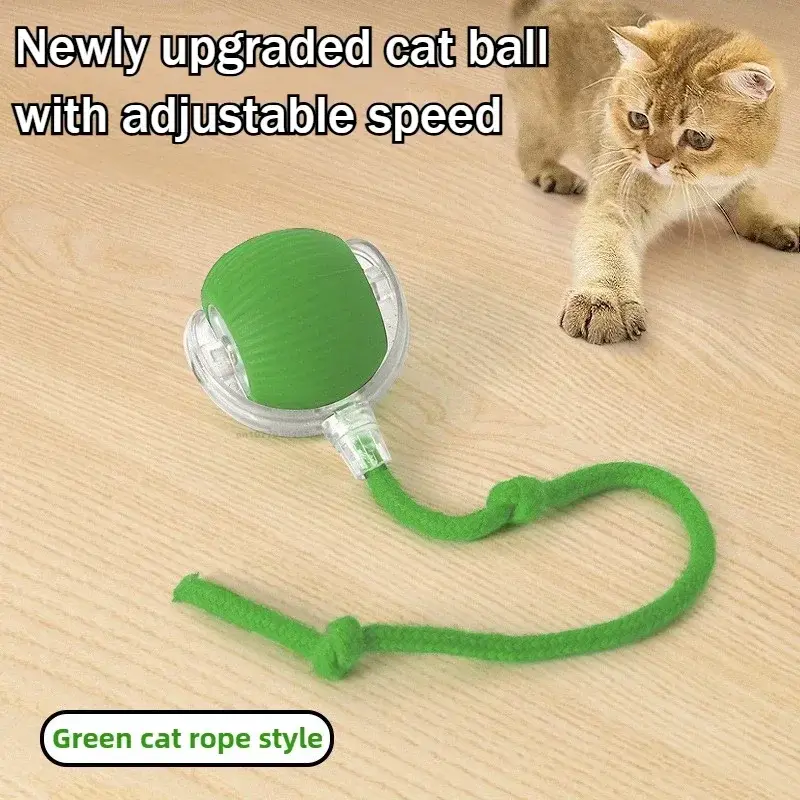 Newly upgraded cat ball
with adjustable speed
Green cat rope style